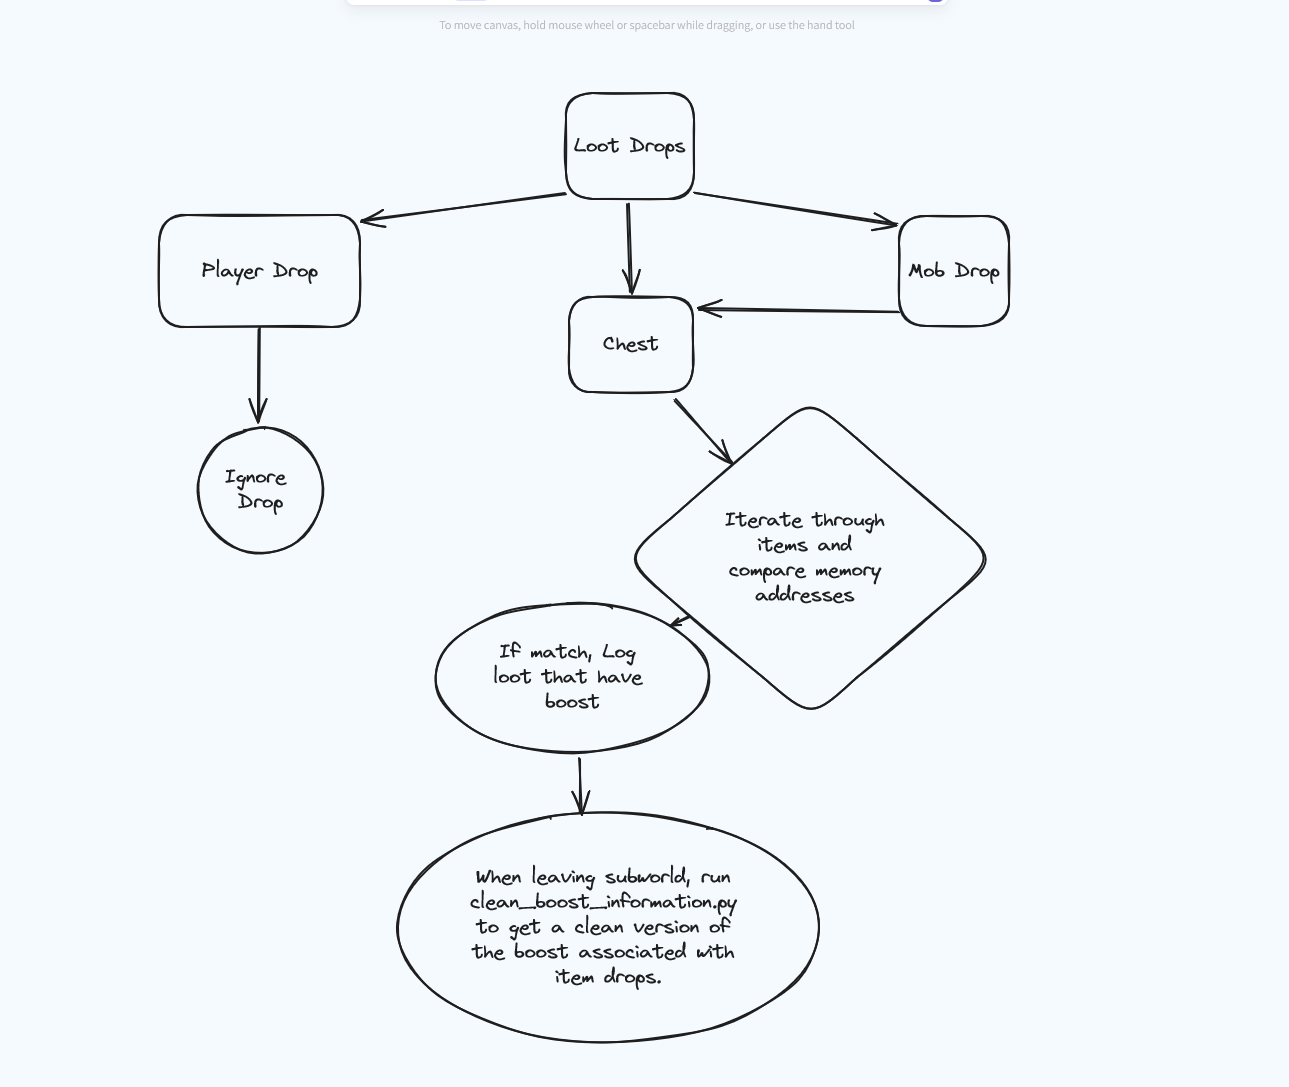 To move canvas, hold mouse wheel or spacebar while dragging, or use the hand tool
Loot Drops
Player Drop
Mob Drop
Chest
Ignore
Drop
Iterate through
items and
compare memory
addresses
If match, Log
loot that have
boost
When leaving subworld, run
clean_boost_information.py
to get a clean version of
the boost associated with
item drops.